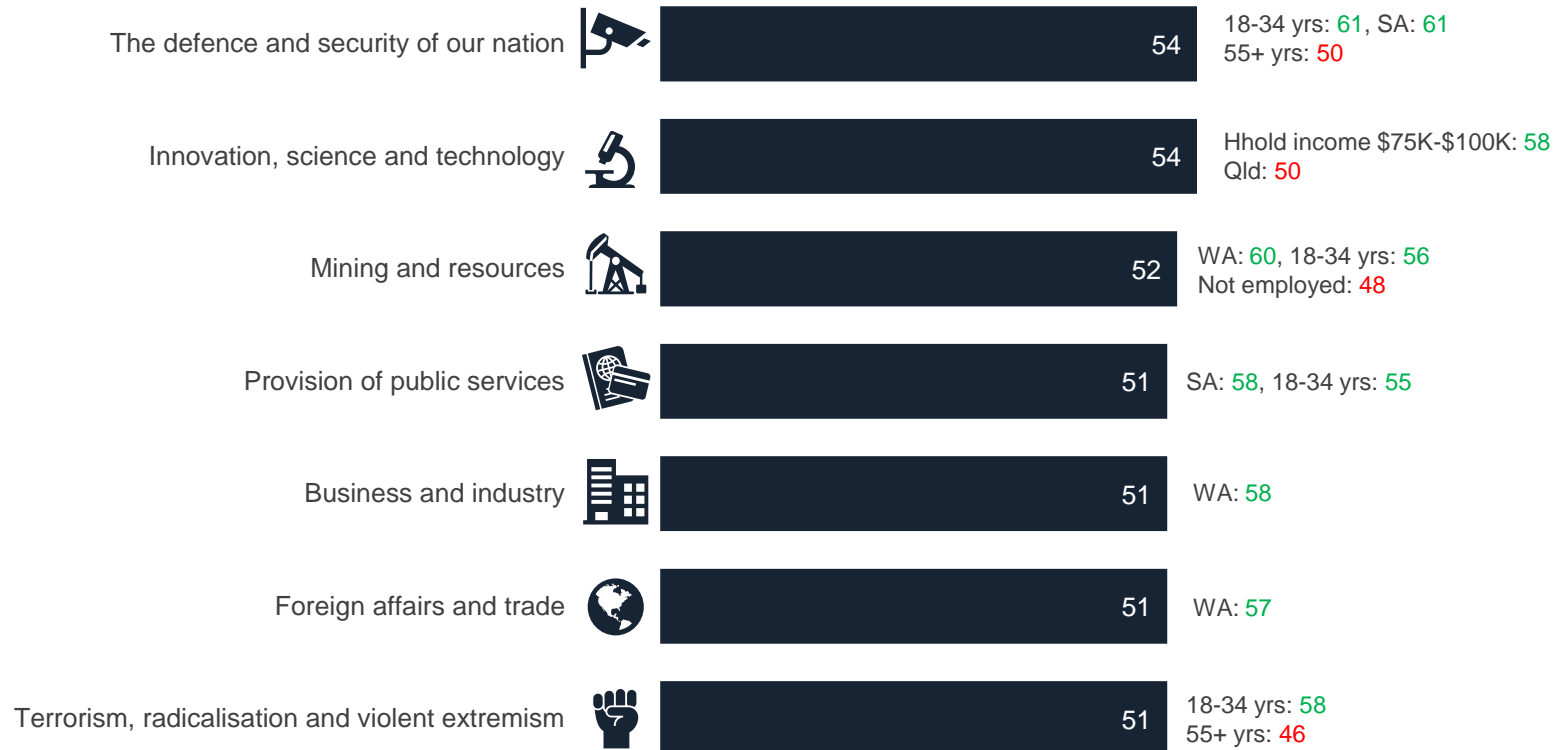 The defence and security of our nation
54
18-34 yrs: 61, SA: 61
55+ yrs: 50
Innovation, science and technology
54
Hhold income $75K-$100K: 58
Qld: 50
Mining and resources
52
WA: 60, 18-34 yrs: 56
Not employed: 48
Provision of public services
51
SA: 58, 18-34 yrs: 55
Business and industry
51
WA: 58
Foreign affairs and trade
51
WA: 57
Terrorism, radicalisation and violent extremism
51
18-34 yrs: 58
55+ yrs: 46